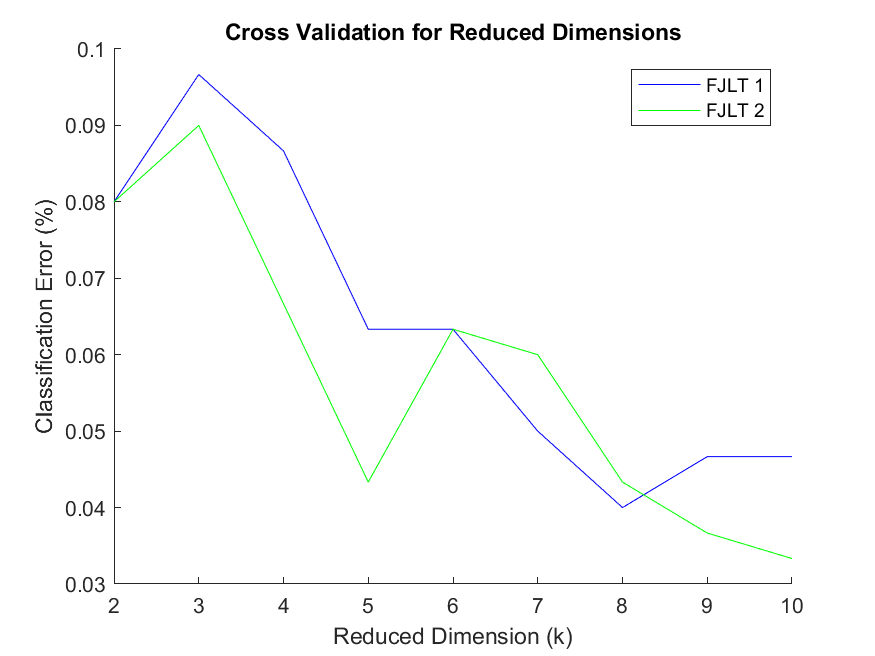 Cross Validation for Reduced Dimensions
FJLT 1
FJLT 2
Classification Error (%)
0.1
0.09
0.08
0.07
0.06
0.05
0.04
0.03
2 3 4 5 6 7 8 9 10
Reduced Dimension (k)